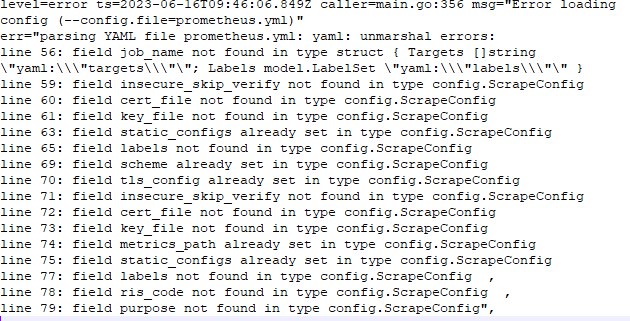 level=error ts=2023-06-16T09:46:06.849Z caller=main.go:356 msg="Error loading
config (--config.file=prometheus.yml)"
err="parsing YAML file prometheus.yml: yaml: unmarshal errors:
line 56: field job_name not found in type struct { Targets []string
\"yaml:\\\"targets\\\"\"; Labels model.LabelSet \"yaml:\\\"labels\\\"\" }
line 59: field insecure_skip_verify not found in type config.ScrapeConfig
line 60: field cert_file not found in type config.ScrapeConfig
line 61: field key_file not found in type config.ScrapeConfig
line 63: field static_configs already set in type config.ScrapeConfig
line 65: field labels not found in type config.ScrapeConfig
line 69: field scheme already set in type config.ScrapeConfig
line 70: field tls_config already set in type config.ScrapeConfig
line 71: field insecure_skip_verify not found in type config.ScrapeConfig
line 72: field cert_file not found in type config.ScrapeConfig
line 73: field key_file not found in type config.ScrapeConfig
line 74: field metrics_path already set in type config.ScrapeConfig
line 75: field static_configs already set in type config.ScrapeConfig
line 77: field labels not found in type config.ScrapeConfig  ,
line 78: field ris_code not found in type config.ScrapeConfig  ,
line 79: field purpose not found in type config.ScrapeConfig",